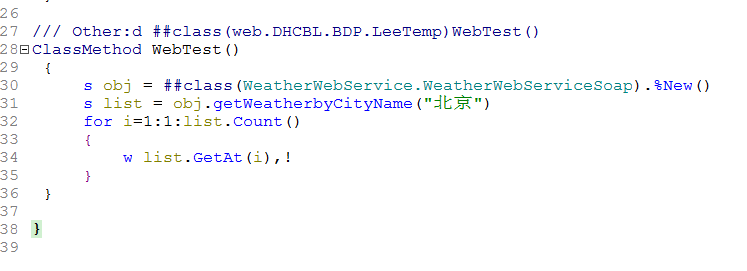 26
27 /// Other:d ##class(web.DHCBL.BDP.LeeTemp)WebTest()
28 ClassMethod WebTest()
29 {
30 s obj = ##class(WeatherWebService.WeatherWebServiceSoap).%New()
31 s list = obj.getWeatherbyCityName("北京")
32 for i=1:1:list.Count()
33 {
34 w list.GetAt(i),!
35 }
36 }
37
38 }
39